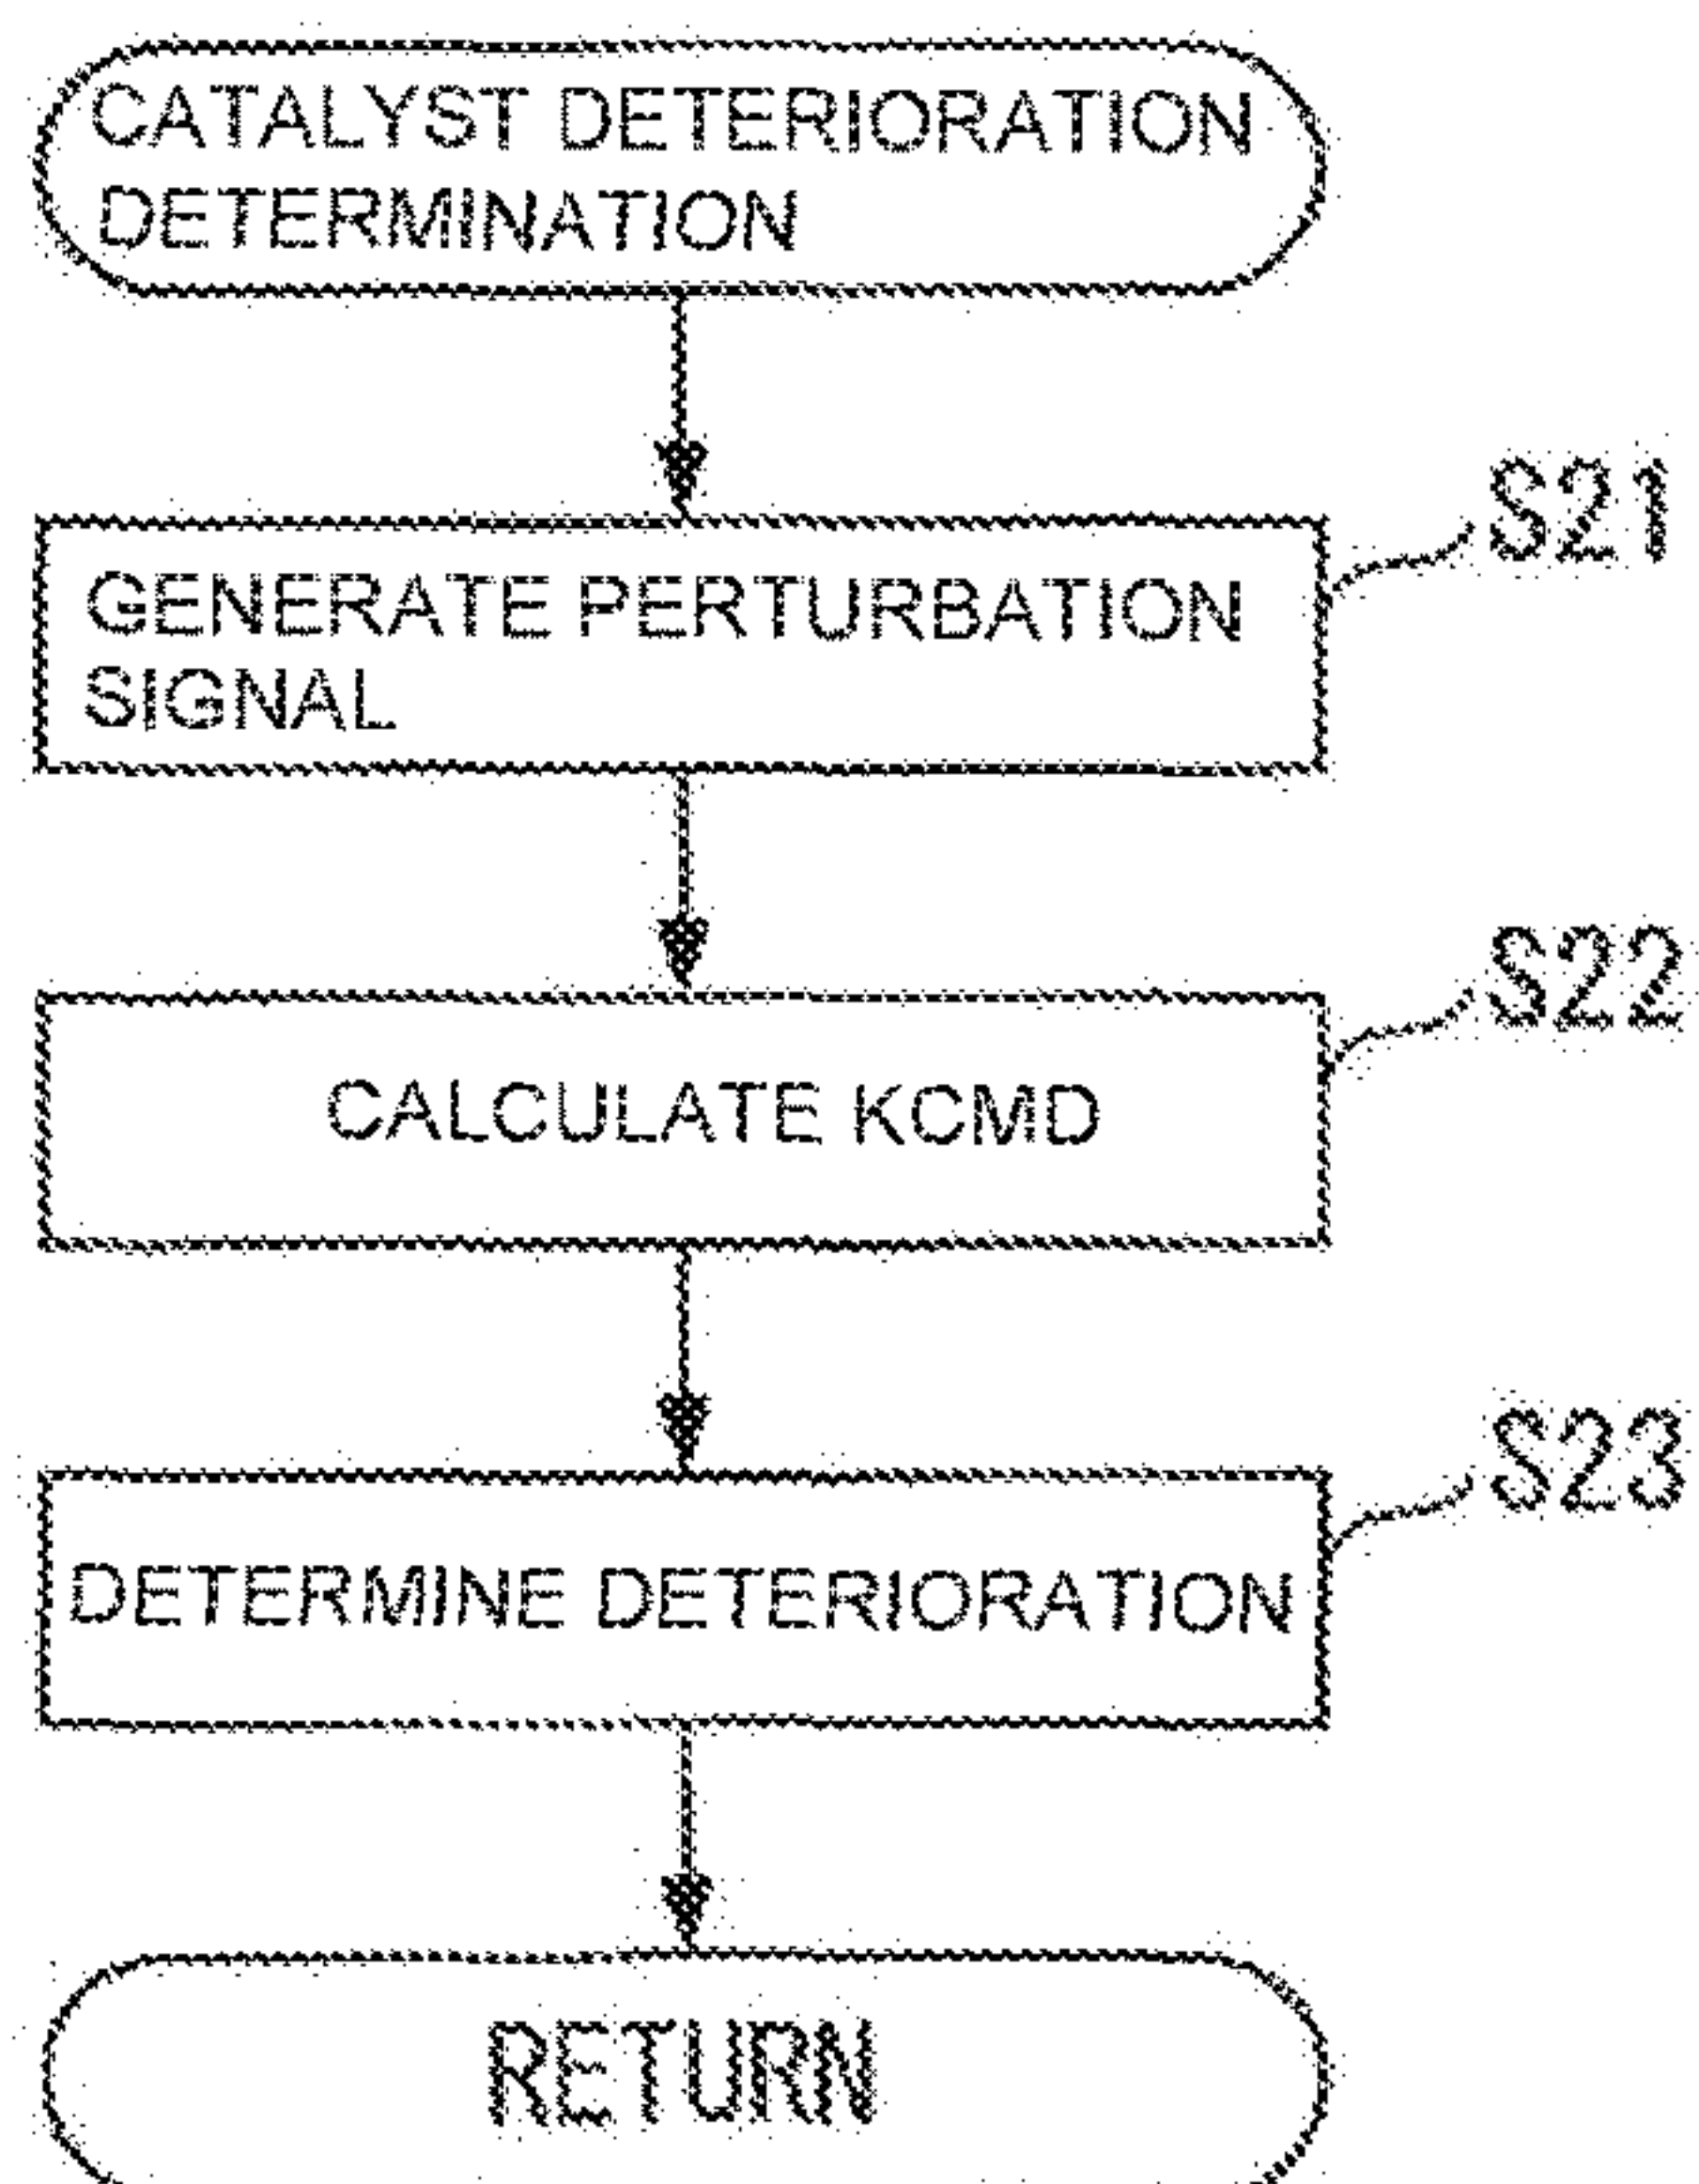 CATALYST DETERIORATION
DETERMINATION
S21
GENERATE PERTURBATION
SIGNAL
S22
CALCULATE KCMD
S23
DETERMINE DETERIORATION
RETURN